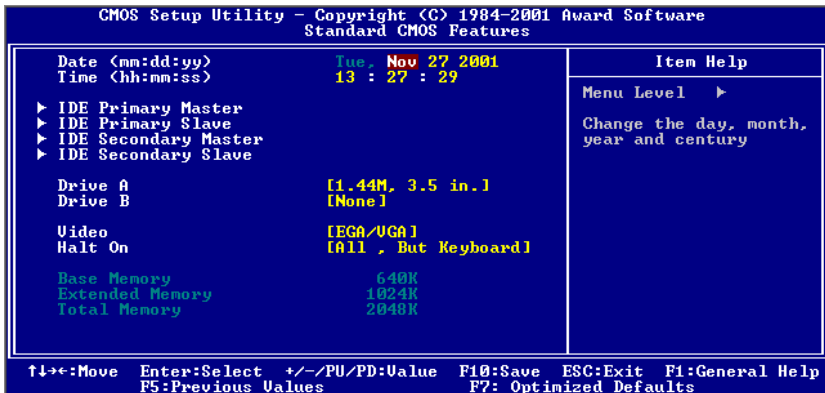 CMOS Setup Utility - Copyright (C) 1984-2001 Award Software
Standard CMOS Features
Date (mm:dd:yy) Tue, Nov 27 2001
Time (hh:mm:ss) 13 : 27 : 29
IDE Primary Master
IDE Primary Slave
IDE Secondary Master
IDE Secondary Slave
Drive A [1.44M, 3.5 in.]
Drive B [None]
Video [EGA/VGA]
Halt On [All , But Keyboard]
Base Memory 640K
Extended Memory 1024K
Total Memory 2048K
Item Help
Menu Level ▶
Change the day, month,
year and century
↑↓→←:Move Enter:Select +/-/PU/PD:Value F10:Save ESC:Exit F1:General Help
F5:Previous Values F7: Optimized Defaults